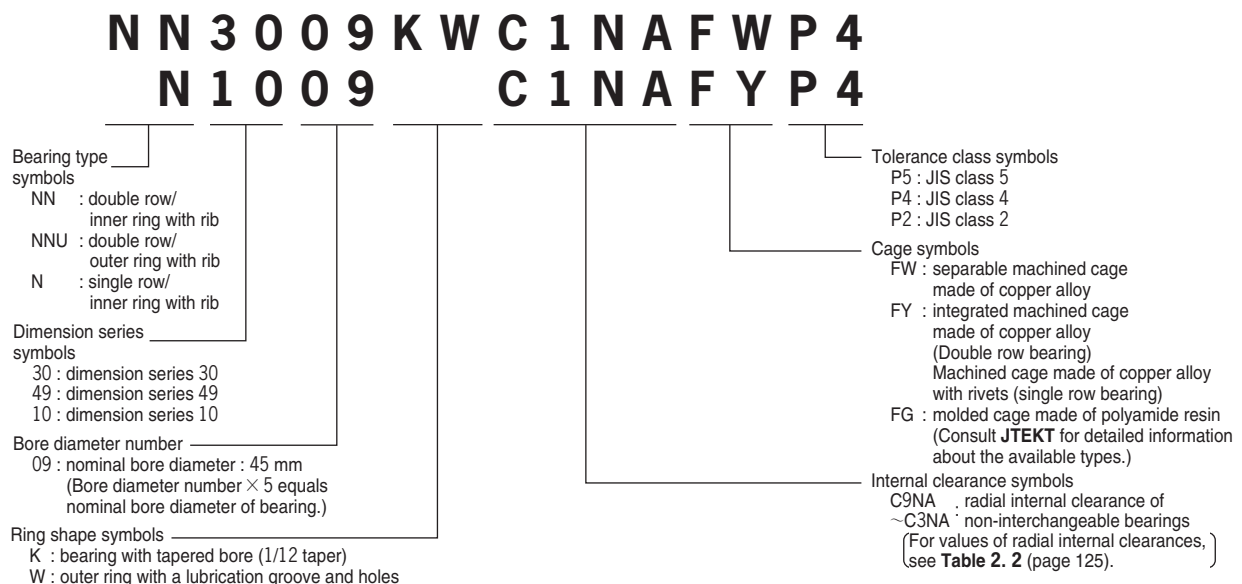 NN3009KWC1NAFWP4
N1009 C1NAFYP4
Bearing type
symbols
NN : double row/
inner ring with rib
NNU : double row/
outer ring with rib
N : single row/
inner ring with rib
Dimension series
symbols
30 : dimension series 30
49 : dimension series 49
10 : dimension series 10
Bore diameter number
09 : nominal bore diameter : 45 mm
(Bore diameter number × 5 equals
nominal bore diameter of bearing.)
Ring shape symbols
K : bearing with tapered bore (1/12 taper)
W : outer ring with a lubrication groove and holes
Tolerance class symbols
P5 : JIS class 5
P4 : JIS class 4
P2 : JIS class 2
Cage symbols
FW : separable machined cage
made of copper alloy
FY : integrated machined cage
made of copper alloy
(Double row bearing)
Machined cage made of copper alloy
with rivets (single row bearing)
FG : molded cage made of polyamide resin
(Consult JTEKT for detailed information
about the available types.)
Internal clearance symbols
C9NA : radial internal clearance of
~C3NA non-interchangeable bearings
(For values of radial internal clearances,
see Table 2. 2 (page 125).)